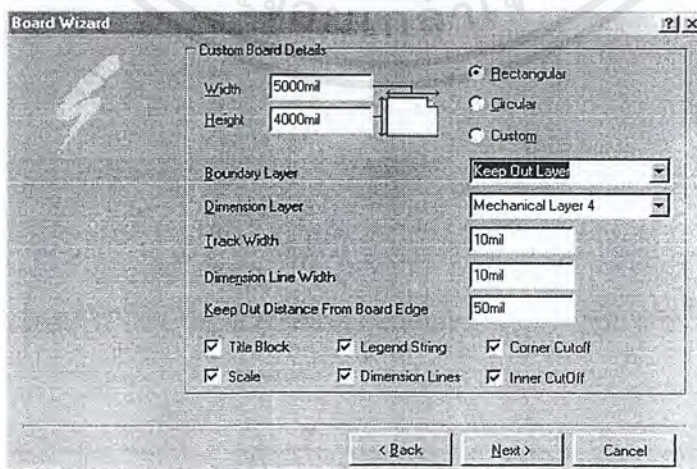 Board Wizard
Custom Board Details
Width 5000mil
Height 4000mil
Rectangular
Circular
Custom
Boundary Layer Keep Out Layer
Dimension Layer Mechanical Layer 4
Track Width 10mil
Dimension Line Width 10mil
Keep Out Distance From Board Edge 50mil
Title Block Legend String Corner Cutoff
Scale Dimension Lines Inner CutOff
< Back Next > Cancel